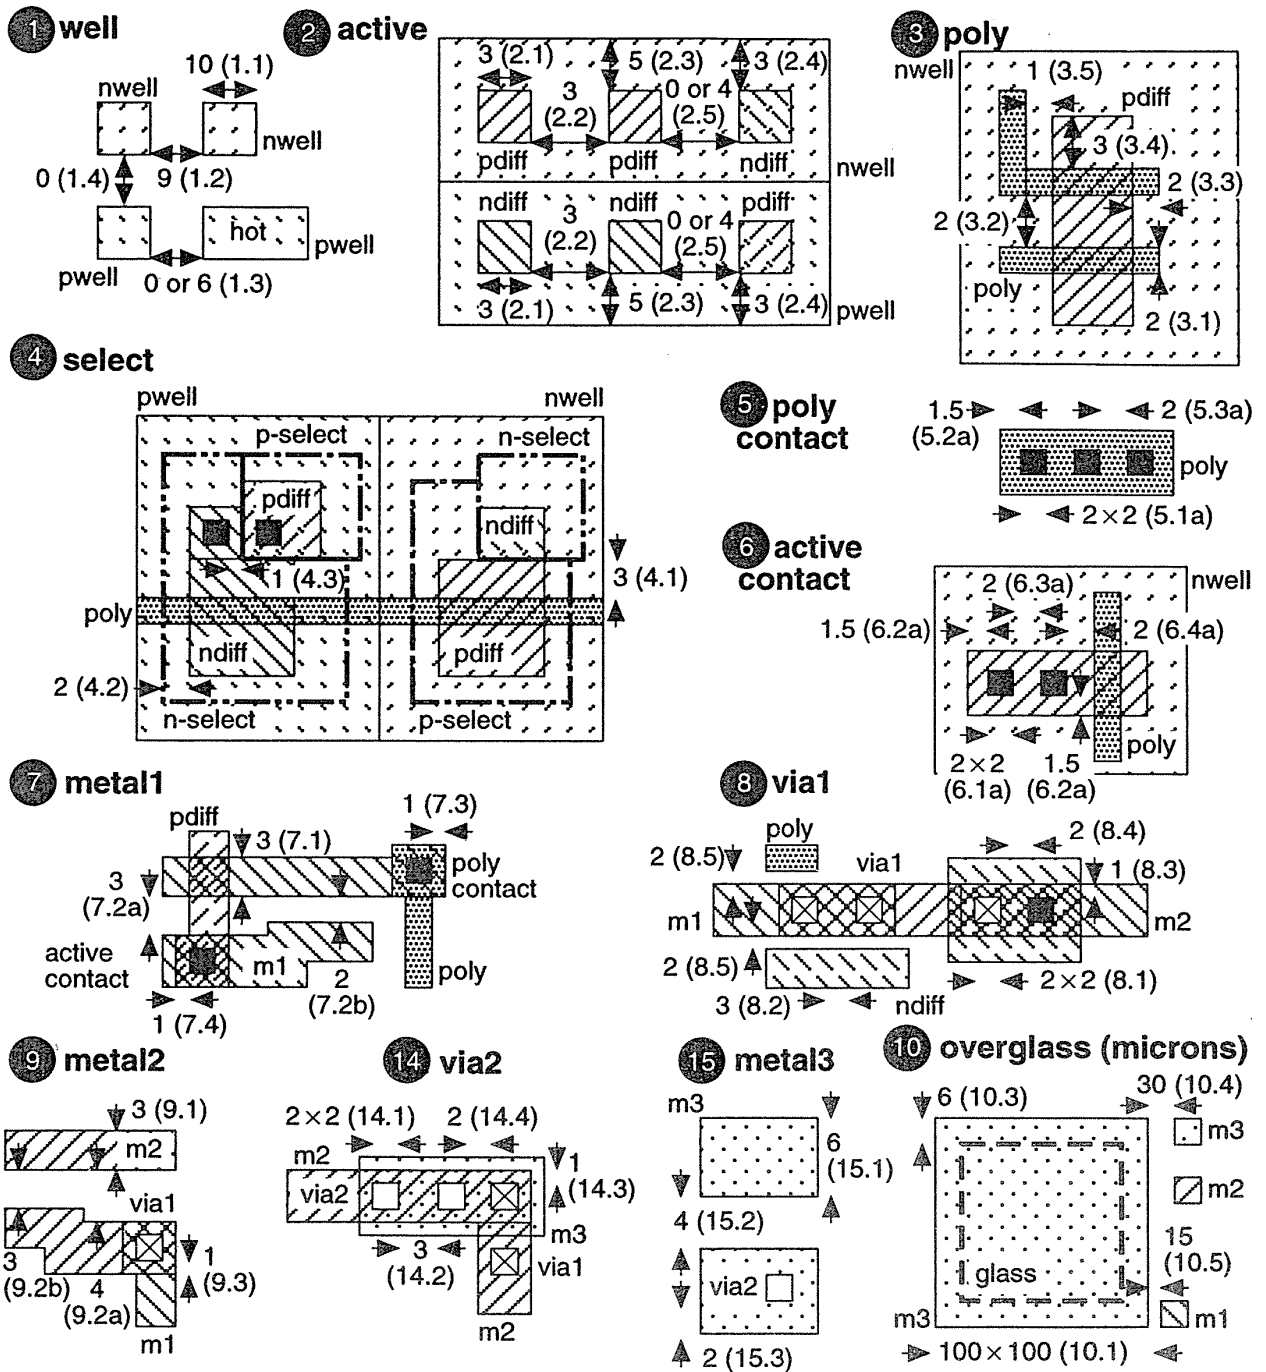 1 well
10 (1.1)
nwell
nwell
0 (1.4)
9 (1.2)
hot
pwell
pwell
0 or 6 (1.3)
2 active
3 (2.1)
5 (2.3)
3 (2.4)
3
(2.2)
0 or 4
(2.5)
pdiff
pdiff
ndiff
nwell
ndiff
ndiff
pdiff
3
(2.2)
0 or 4
(2.5)
3 (2.1)
5 (2.3)
3 (2.4)
pwell
3 poly
nwell
1 (3.5)
pdiff
3 (3.4)
2 (3.3)
2 (3.2)
poly
2 (3.1)
4 select
pwell
nwell
p-select
n-select
pdiff
ndiff
1 (4.3)
3 (4.1)
poly
ndiff
pdiff
2 (4.2)
n-select
p-select
5 poly
contact
1.5
(5.2a)
2 (5.3a)
poly
2×2 (5.1a)
6 active
contact
nwell
2 (6.3a)
1.5 (6.2a)
2 (6.4a)
poly
2×2
(6.1a)
1.5
(6.2a)
7 metal1
pdiff
1 (7.3)
3 (7.1)
poly
contact
3
(7.2a)
active
contact
m1
2
(7.2b)
poly
1 (7.4)
8 via1
poly
2 (8.4)
2 (8.5)
via1
1 (8.3)
m1
m2
2 (8.5)
2×2 (8.1)
3 (8.2)
ndiff
9 metal2
3 (9.1)
m2
via1
3
(9.2b)
4
(9.2a)
1
(9.3)
m1
14 via2
2×2 (14.1)
2 (14.4)
m2
1
(14.3)
via2
m3
3
(14.2)
via1
m2
15 metal3
m3
6
(15.1)
4 (15.2)
via2
2 (15.3)
10 overglass (microns)
6 (10.3)
30 (10.4)
m3
m2
15
(10.5)
glass
m3
m1
100×100 (10.1)